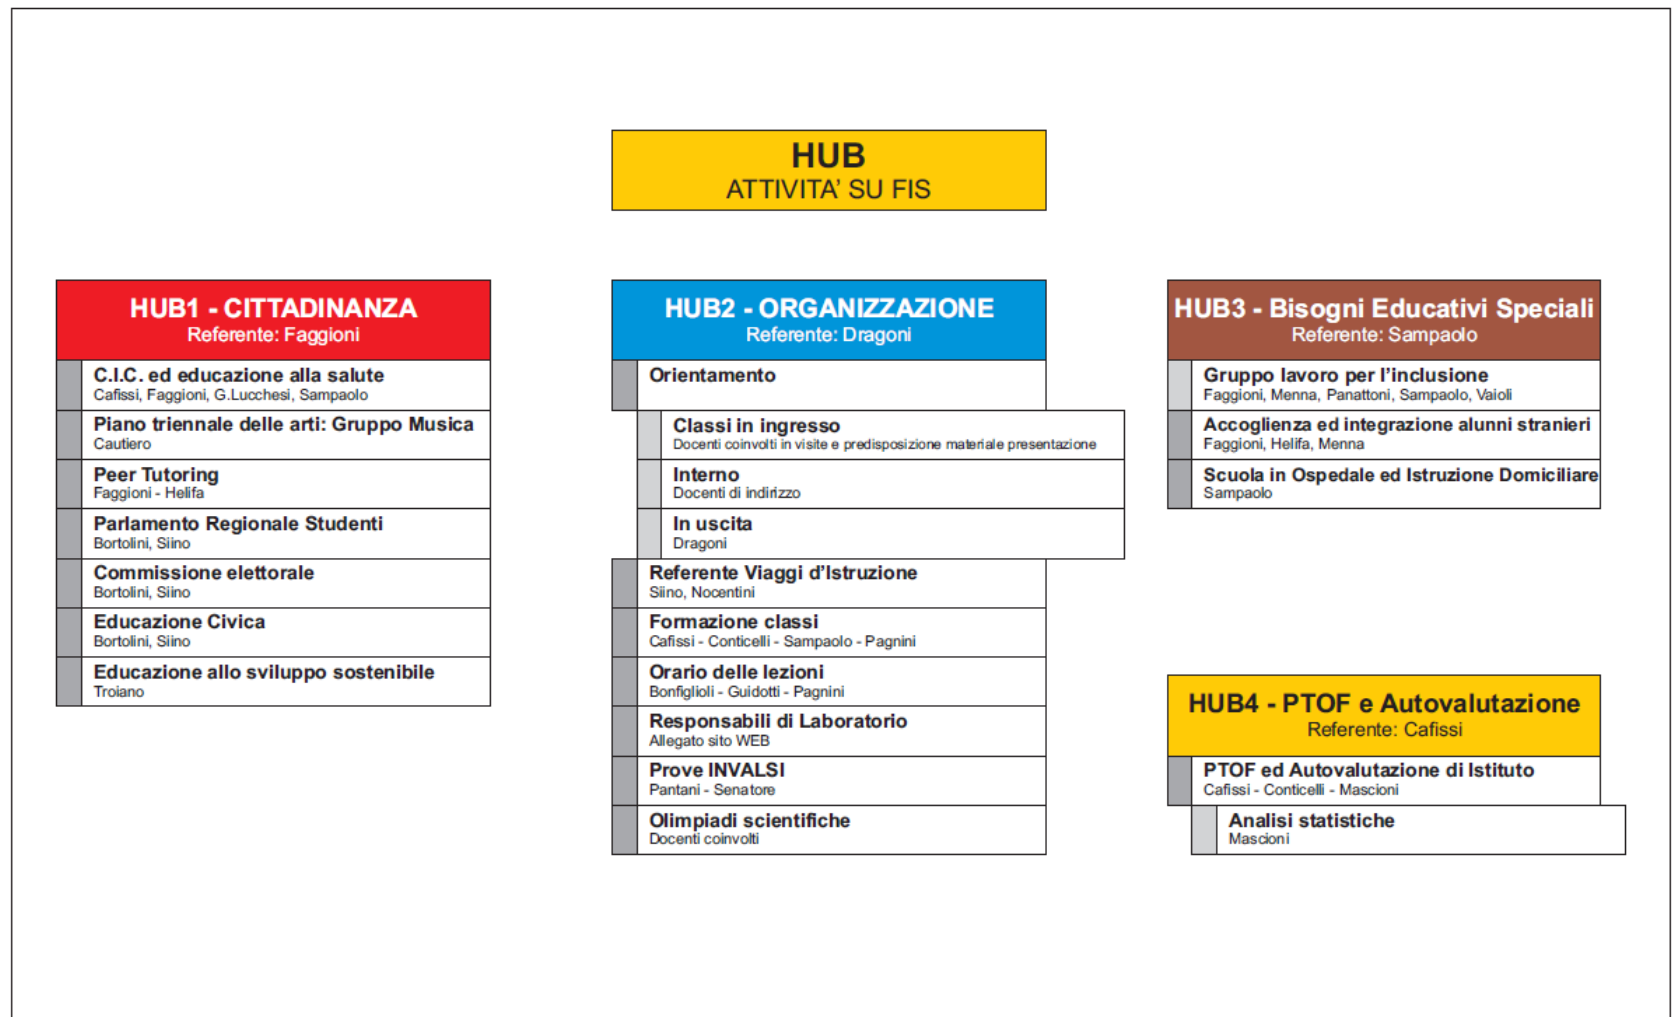 HUB
ATTIVITA’ SU FIS
HUB1 - CITTADINANZA
Referente: Faggioni
C.I.C. ed educazione alla salute
Cafissi, Faggioni, G.Lucchesi, Sampaolo
Piano triennale delle arti: Gruppo Musica
Cautiero
Peer Tutoring
Faggioni - Helifa
Parlamento Regionale Studenti
Bortolini, Siino
Commissione elettorale
Bortolini, Siino
Educazione Civica
Bortolini, Siino
Educazione allo sviluppo sostenibile
Troiano
HUB2 - ORGANIZZAZIONE
Referente: Dragoni
Orientamento
Classi in ingresso
Docenti coinvolti in visite e predisposizione materiale presentazione
Interno
Docenti di indirizzo
In uscita
Dragoni
Referente Viaggi d’Istruzione
Siino, Nocentini
Formazione classi
Cafissi - Conticelli - Sampaolo - Pagnini
Orario delle lezioni
Bonfiglioli - Guidotti - Pagnini
Responsabili di Laboratorio
Allegato sito WEB
Prove INVALSI
Pantani - Senatore
Olimpiadi scientifiche
Docenti coinvolti
HUB3 - Bisogni Educativi Speciali
Referente: Sampaolo
Gruppo lavoro per l’inclusione
Faggioni, Menna, Panattoni, Sampaolo, Vaioli
Accoglienza ed integrazione alunni stranieri
Faggioni, Helifa, Menna
Scuola in Ospedale ed Istruzione Domiciliare
Sampaolo
HUB4 - PTOF e Autovalutazione
Referente: Cafissi
PTOF ed Autovalutazione di Istituto
Cafissi - Conticelli - Mascioni
Analisi statistiche
Mascioni